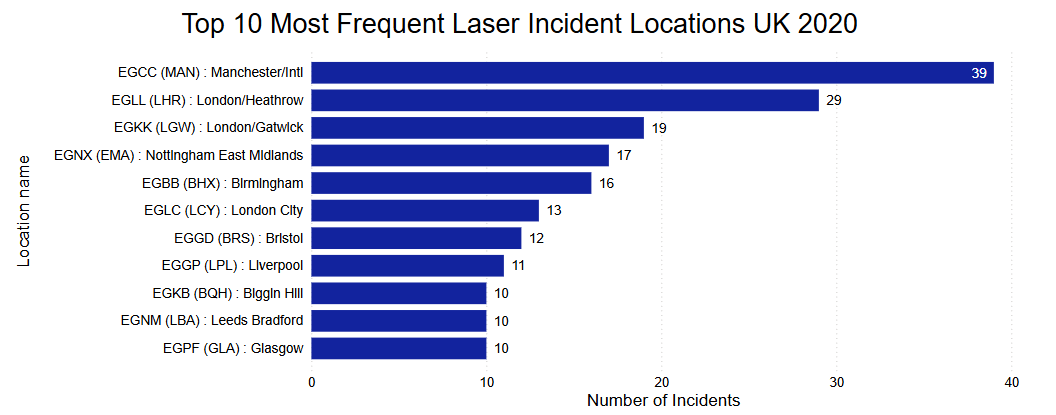 Top 10 Most Frequent Laser Incident Locations UK 2020
Location name
EGCC (MAN) : Manchester/Intl 39
EGLL (LHR) : London/Heathrow 29
EGKK (LGW) : London/Gatwick 19
EGNX (EMA) : Nottingham East Midlands 17
EGBB (BHX) : Birmingham 16
EGLC (LCY) : London City 13
EGGD (BRS) : Bristol 12
EGGP (LPL) : Liverpool 11
EGKB (BQH) : Biggin Hill 10
EGNM (LBA) : Leeds Bradford 10
EGPF (GLA) : Glasgow 10
0 10 20 30 40
Number of Incidents